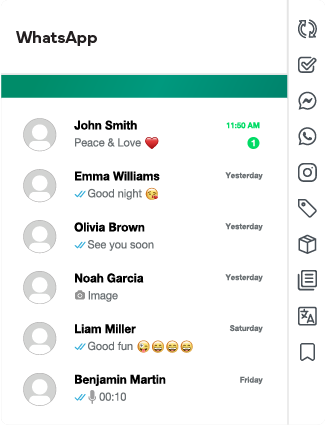 WhatsApp
John Smith 11:50 AM
Peace & Love ❤️ 1
Emma Williams Yesterday
Good night 😘
Olivia Brown Yesterday
See you soon
Noah Garcia Yesterday
Image
Liam Miller Saturday
Good fun 😜😄😄😄
Benjamin Martin Friday
00:10